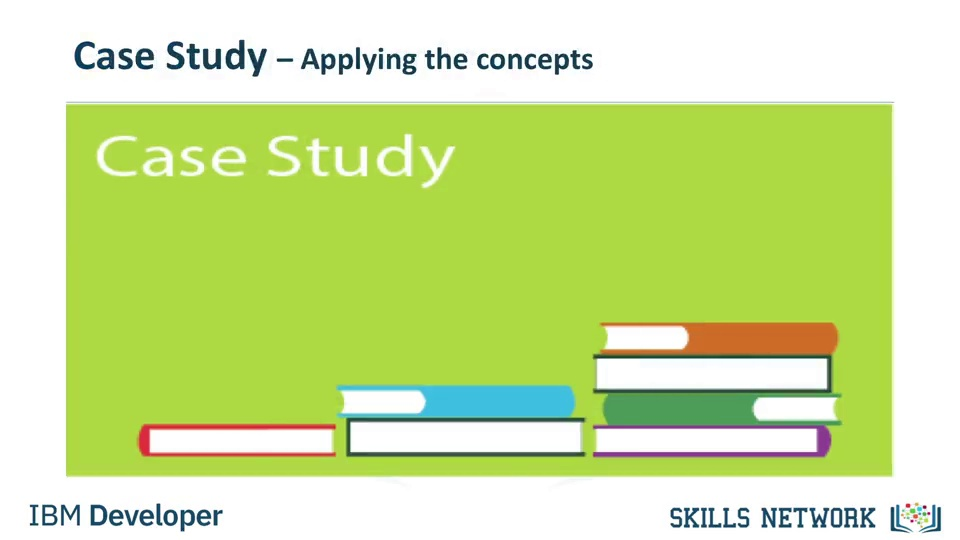 Case Study – Applying the concepts
Case Study
IBM Developer
SKILLS NETWORK